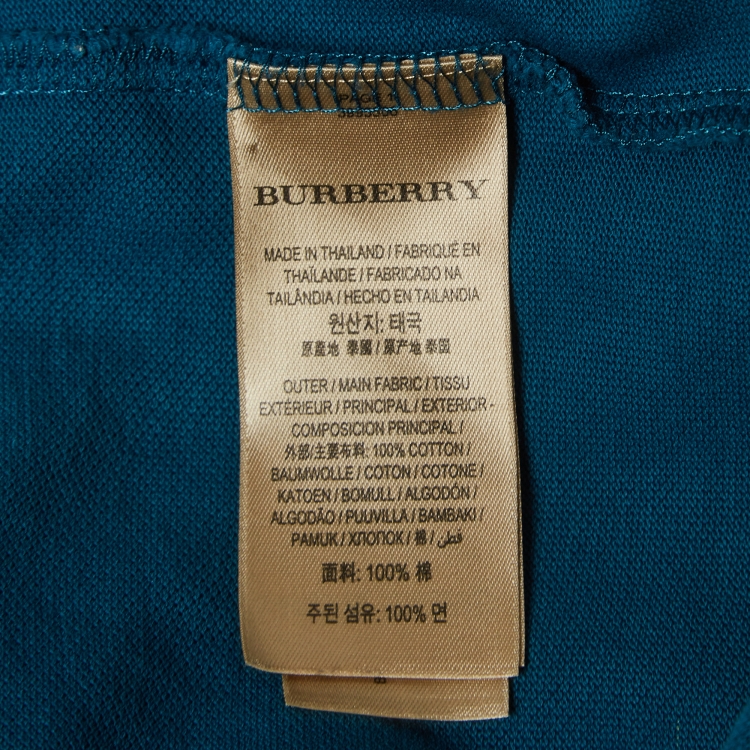 PAGE 1
BURBERRY
MADE IN THAILAND / FABRIQUÉ EN
THAÏLANDE / FABRICADO NA
TAILÂNDIA / HECHO EN TAILANDIA
원산지: 태국
原產地 泰國 / 原产地 泰国
OUTER / MAIN FABRIC / TISSU
EXTÉRIEUR / PRINCIPAL / EXTERIOR -
COMPOSICION PRINCIPAL /
外部/主要布料: 100% COTTON /
BAUMWOLLE / COTON / COTONE /
KATOEN / BOMULL / ALGODÓN /
ALGODÃO / PUUVILLA / BAMBAKI /
PAMUK / ХЛОПОК / 棉 / قطن
面料: 100% 棉
주된 섬유: 100% 면